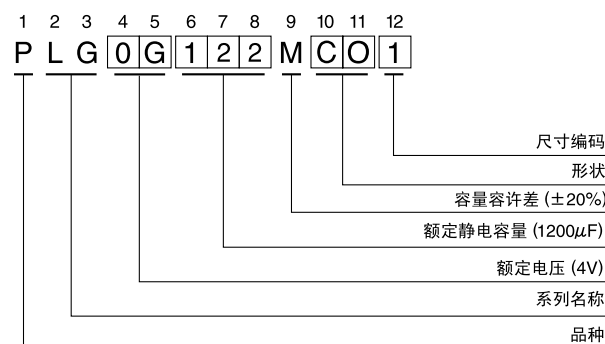 1 2 3 4 5 6 7 8 9 10 11 12
P L G 0 G 1 2 2 M C O 1
尺寸编码
形状
容量容许差 (±20%)
额定静电容量 (1200μF)
额定电压 (4V)
系列名称
品种